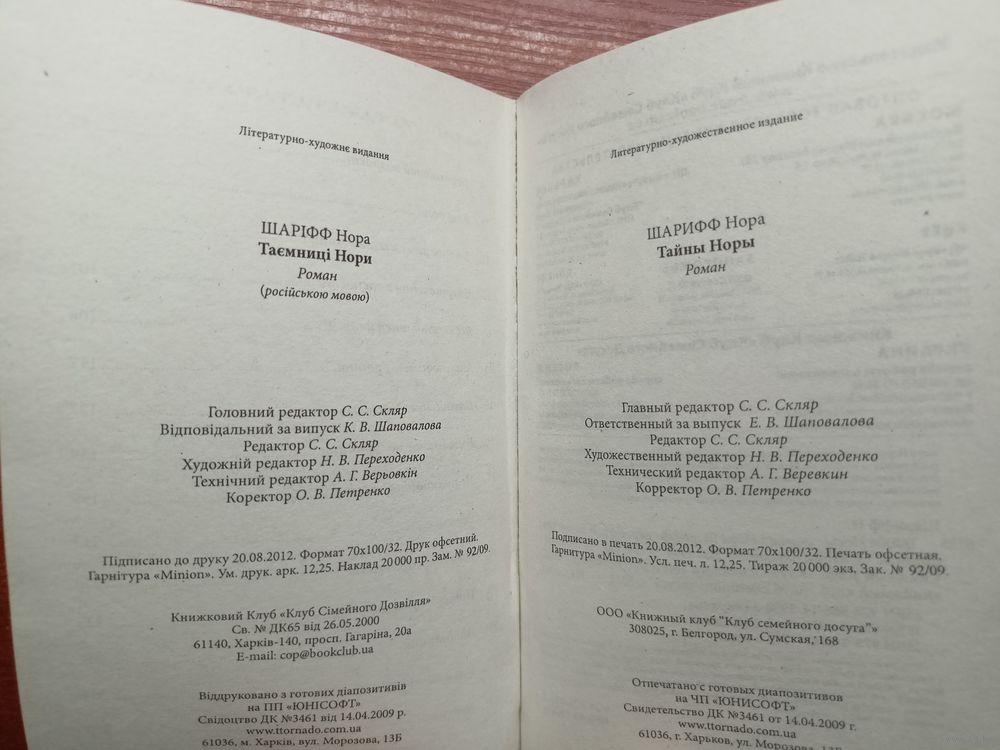 Літературно-художнє видання
ШАРІФФ Нора
Таємниці Нори
Роман
(російською мовою)
Головний редактор С. С. Скляр
Відповідальний за випуск К. В. Шаповалова
Редактор С. С. Скляр
Художній редактор Н. В. Переходенко
Технічний редактор А. Г. Верьовкін
Коректор О. В. Петренко
Підписано до друку 20.08.2012. Формат 70х100/32. Друк офсетний.
Гарнітура «Minion». Ум. друк. арк. 12,25. Наклад 20 000 пр. Зам. № 92/09.
Книжковий Клуб «Клуб Сімейного Дозвілля»
Св. № ДК65 від 26.05.2000
61140, Харків-140, просп. Гагаріна, 20а
E-mail: cop@bookclub.ua
Віддруковано з готових діапозитивів
на ПП «ЮНІСОФТ»
Свідоцтво ДК №3461 від 14.04.2009 р.
www.ttornado.com.ua
61036, м. Харків, вул. Морозова, 13Б
Литературно-художественное издание
ШАРИФФ Нора
Тайны Норы
Роман
Главный редактор С. С. Скляр
Ответственный за выпуск Е. В. Шаповалова
Редактор С. С. Скляр
Художественный редактор Н. В. Переходенко
Технический редактор А. Г. Веревкин
Корректор О. В. Петренко
Подписано в печать 20.08.2012. Формат 70х100/32. Печать офсетная.
Гарнитура «Minion». Усл. печ. л. 12,25. Тираж 20 000 экз. Зак. № 92/09.
ООО «Книжный клуб "Клуб семейного досуга"»
308025, г. Белгород, ул. Сумская, 168
Отпечатано с готовых диапозитивов
на ЧП «ЮНИСОФТ»
Свидетельство ДК №3461 от 14.04.2009 г.
www.ttornado.com.ua
61036, г. Харьков, ул. Морозова, 13Б